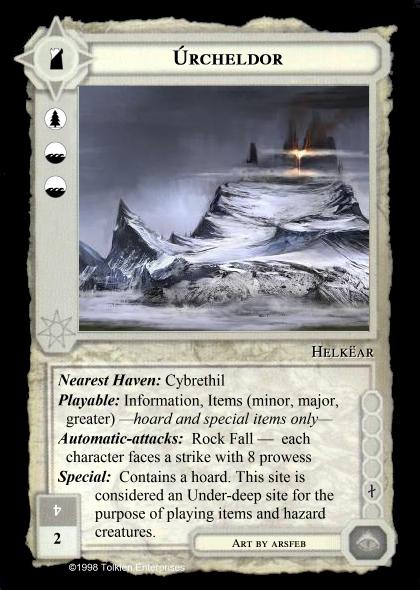 Úrcheldor
Helkëar
Nearest Haven: Cybrethil
Playable: Information, Items (minor, major,
greater) —hoard and special items only—
Automatic-attacks: Rock Fall — each
character faces a strike with 8 prowess
Special: Contains a hoard. This site is
considered an Under-deep site for the
purpose of playing items and hazard
creatures.
4
2
Art by arsfeb
©1998 Tolkien Enterprises